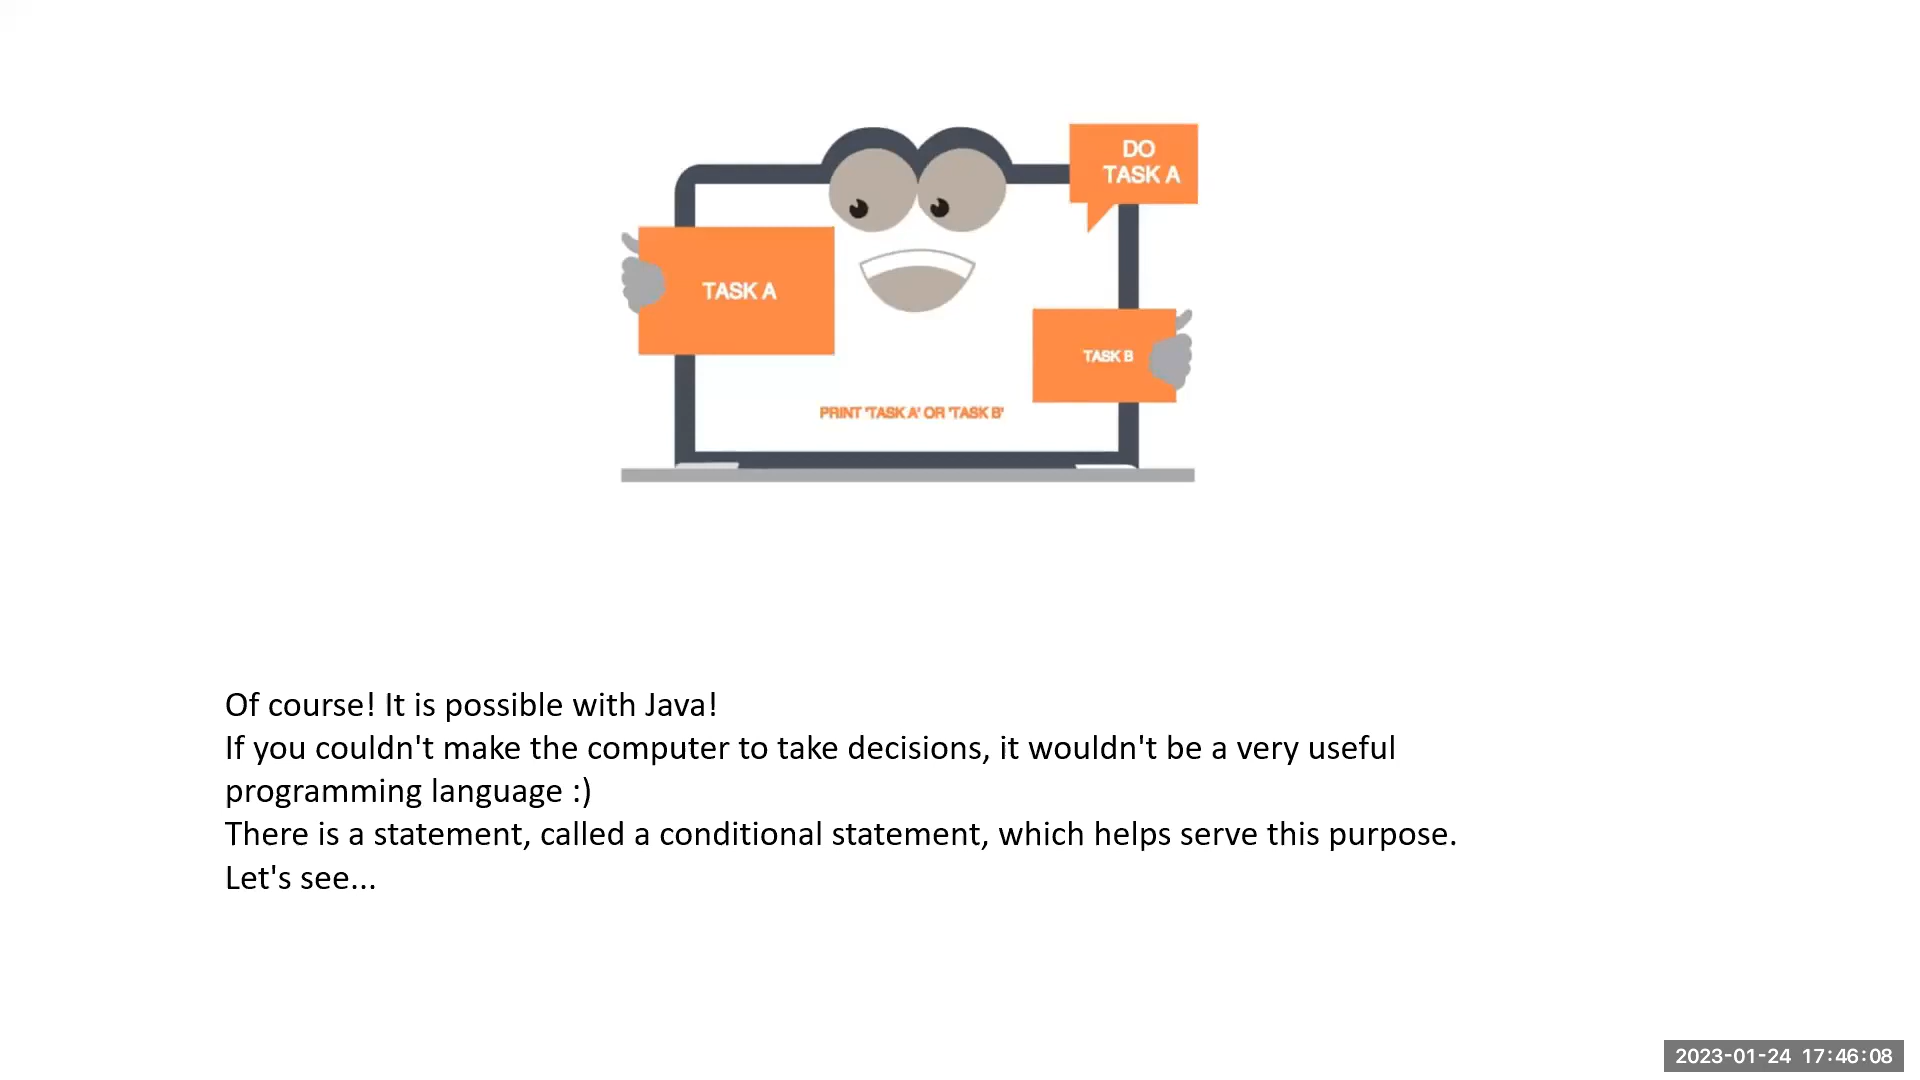 DO
TASK A
TASK A
TASK B
PRINT 'TASK A' OR 'TASK B'
Of course! It is possible with Java!
If you couldn't make the computer to take decisions, it wouldn't be a very useful
programming language :)
There is a statement, called a conditional statement, which helps serve this purpose.
Let's see...
2023-01-24 17:46:08